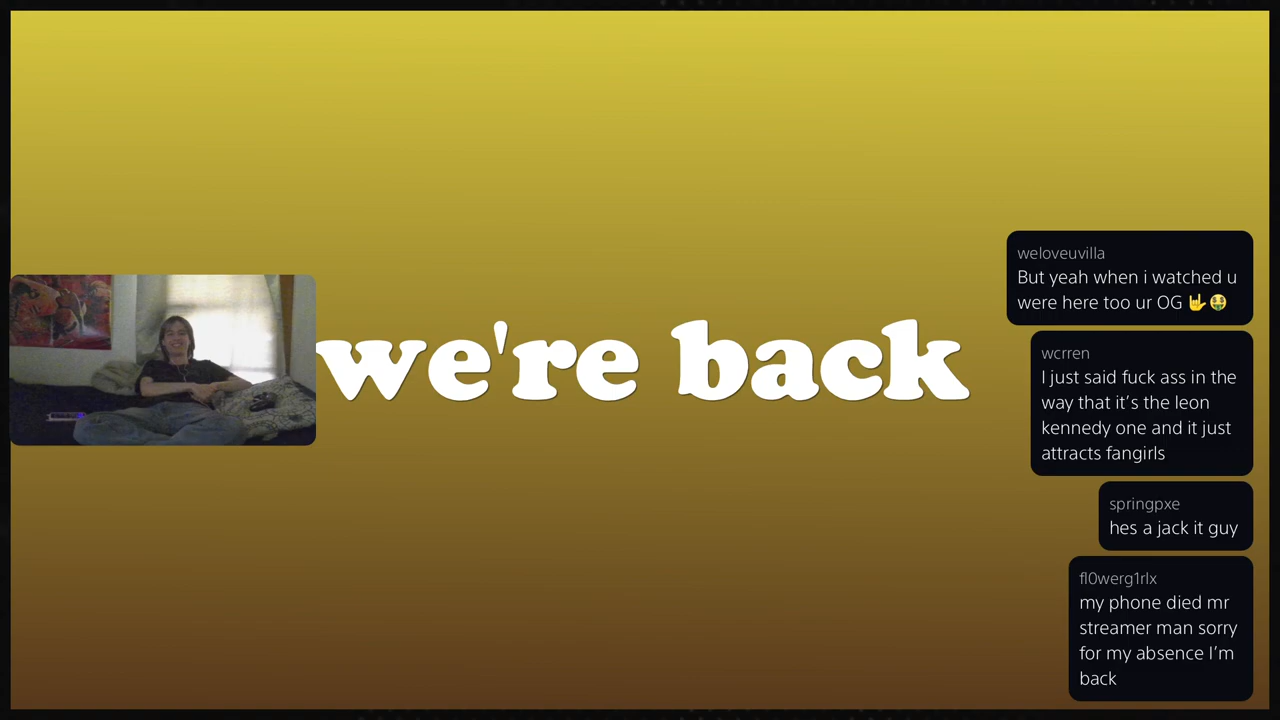 we're back
weloveuvilla
But yeah when i watched u
were here too ur OG 🤟🤑
wcrren
I just said fuck ass in the
way that it’s the leon
kennedy one and it just
attracts fangirls
springpxe
hes a jack it guy
fl0werg1rlx
my phone died mr
streamer man sorry
for my absence I’m
back